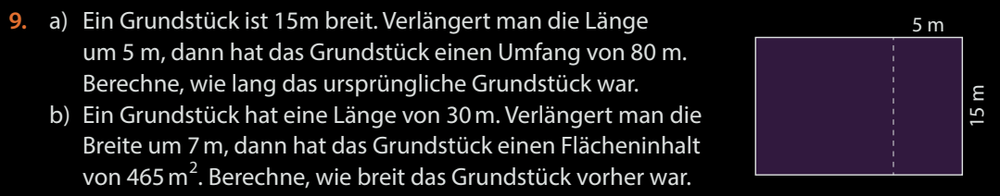 9. a) Ein Grundstück ist 15m breit. Verlängert man die Länge
um 5 m, dann hat das Grundstück einen Umfang von 80 m.
Berechne, wie lang das ursprüngliche Grundstück war.
b) Ein Grundstück hat eine Länge von 30 m. Verlängert man die
Breite um 7 m, dann hat das Grundstück einen Flächeninhalt
von 465 m². Berechne, wie breit das Grundstück vorher war.
5 m
15 m